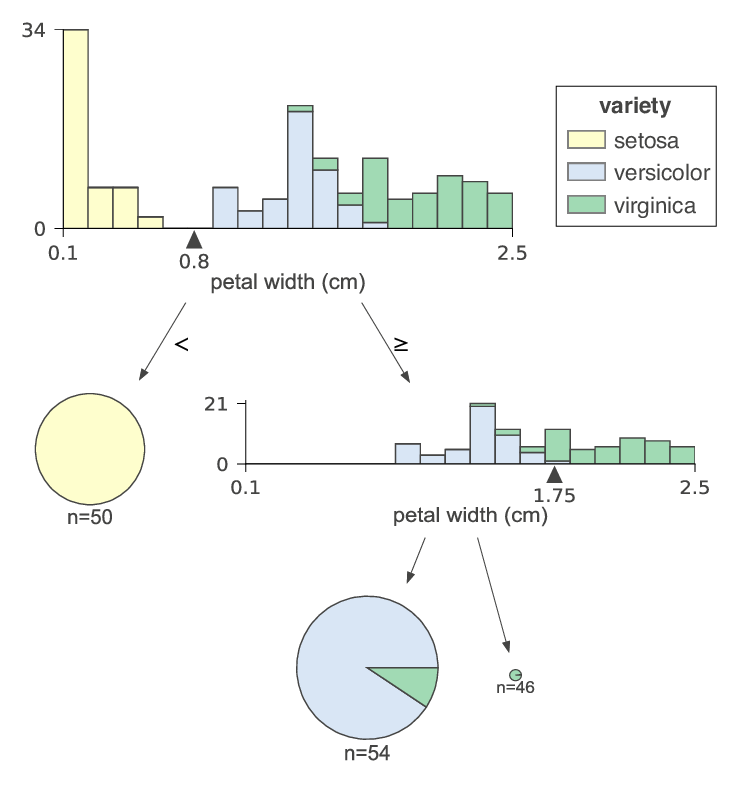 34
0
0.1
0.8
2.5
petal width (cm)
variety
setosa
versicolor
virginica
<
≥
n=50
21
0
0.1
1.75
2.5
petal width (cm)
n=54
n=46